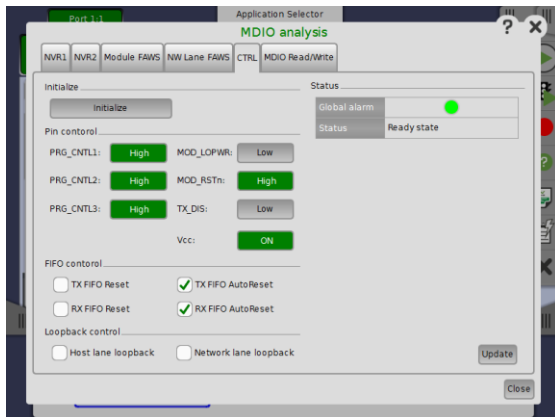 Port 1:1
Application Selector
MDIO analysis
? X
NVR1 NVR2 Module FAWS NW Lane FAWS CTRL MDIO Read/Write
Initialize
Initialize
Pin contorol
PRG_CNTL1: High MOD_LOPWR: Low
PRG_CNTL2: High MOD_RSTn: High
PRG_CNTL3: High TX_DIS: Low
Vcc: ON
FIFO contorol
TX FIFO Reset TX FIFO AutoReset
RX FIFO Reset RX FIFO AutoReset
Loopback control
Host lane loopback Network lane loopback
Status
Global alarm
Status Ready state
Update
Close